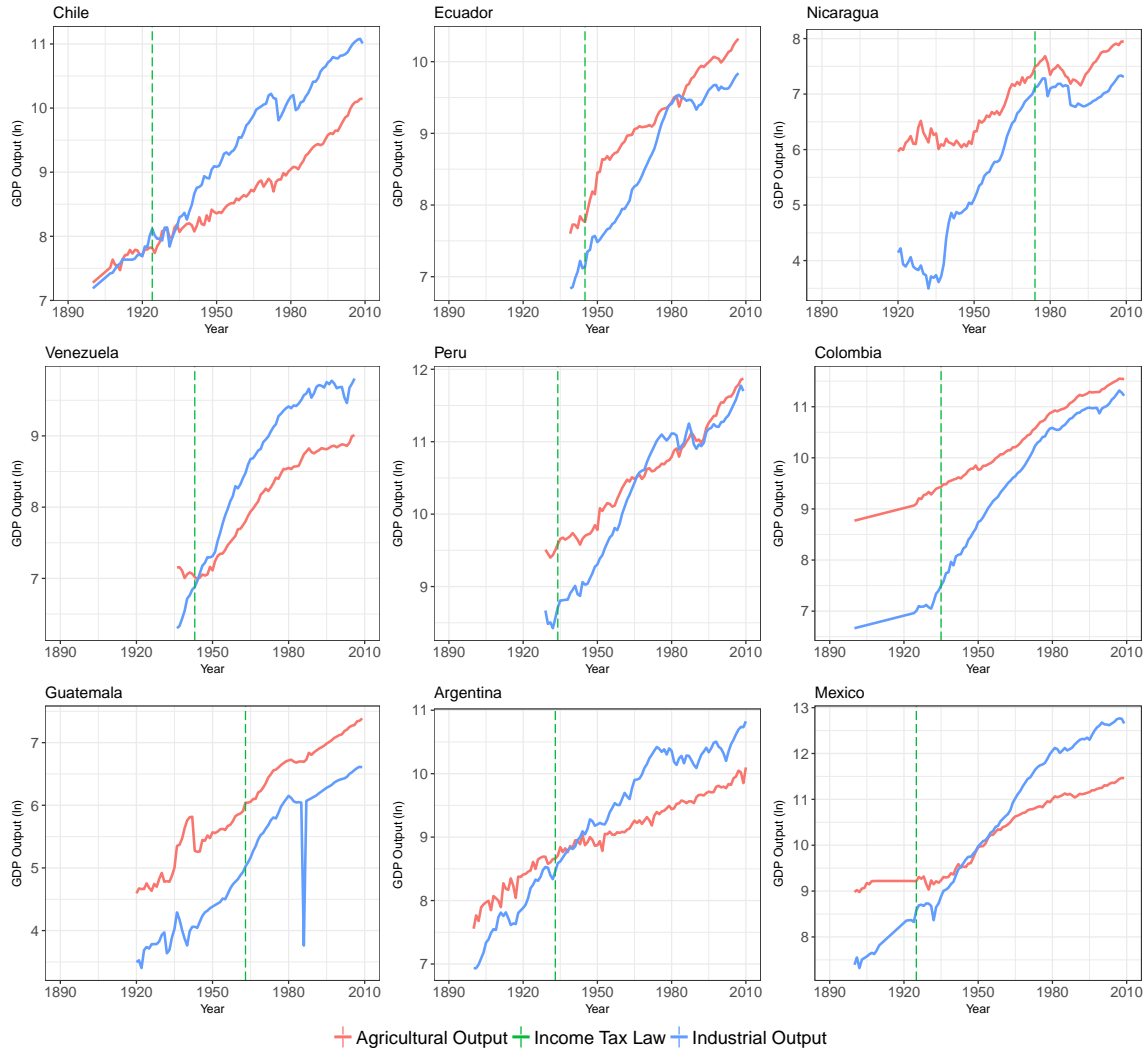 Chile
GDP Output (ln)
11
10
9
8
7
1890 1920 1950 1980 2010
Year
Ecuador
GDP Output (ln)
10
9
8
7
1890 1920 1950 1980 2010
Year
Nicaragua
GDP Output (ln)
8
7
6
5
4
1890 1920 1950 1980 2010
Year
Venezuela
GDP Output (ln)
9
8
7
1890 1920 1950 1980 2010
Year
Peru
GDP Output (ln)
12
11
10
9
1890 1920 1950 1980 2010
Year
Colombia
GDP Output (ln)
11
10
9
8
7
1890 1920 1950 1980 2010
Year
Guatemala
GDP Output (ln)
7
6
5
4
1890 1920 1950 1980 2010
Year
Argentina
GDP Output (ln)
11
10
9
8
7
1890 1920 1950 1980 2010
Year
Mexico
GDP Output (ln)
13
12
11
10
9
8
1890 1920 1950 1980 2010
Year
Agricultural Output Income Tax Law Industrial Output